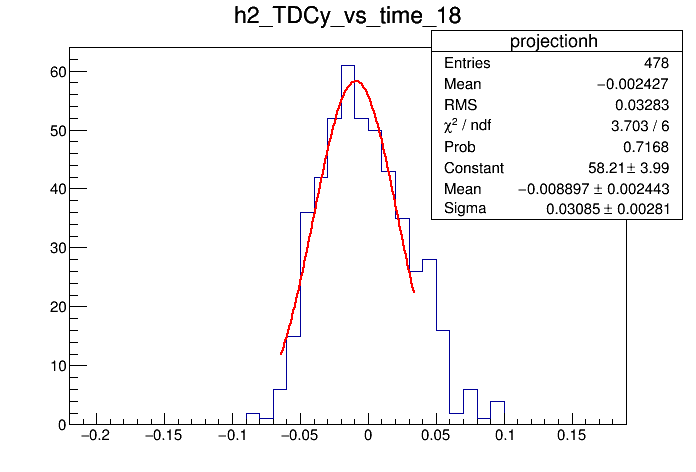 h2_TDCy_vs_time_18
projectionh
Entries 478
Mean −0.002427
RMS 0.03283
χ² / ndf 3.703 / 6
Prob 0.7168
Constant 58.21 ± 3.99
Mean −0.008897 ± 0.002443
Sigma 0.03085 ± 0.00281
60
50
40
30
20
10
0
−0.2 −0.15 −0.1 −0.05 0 0.05 0.1 0.15